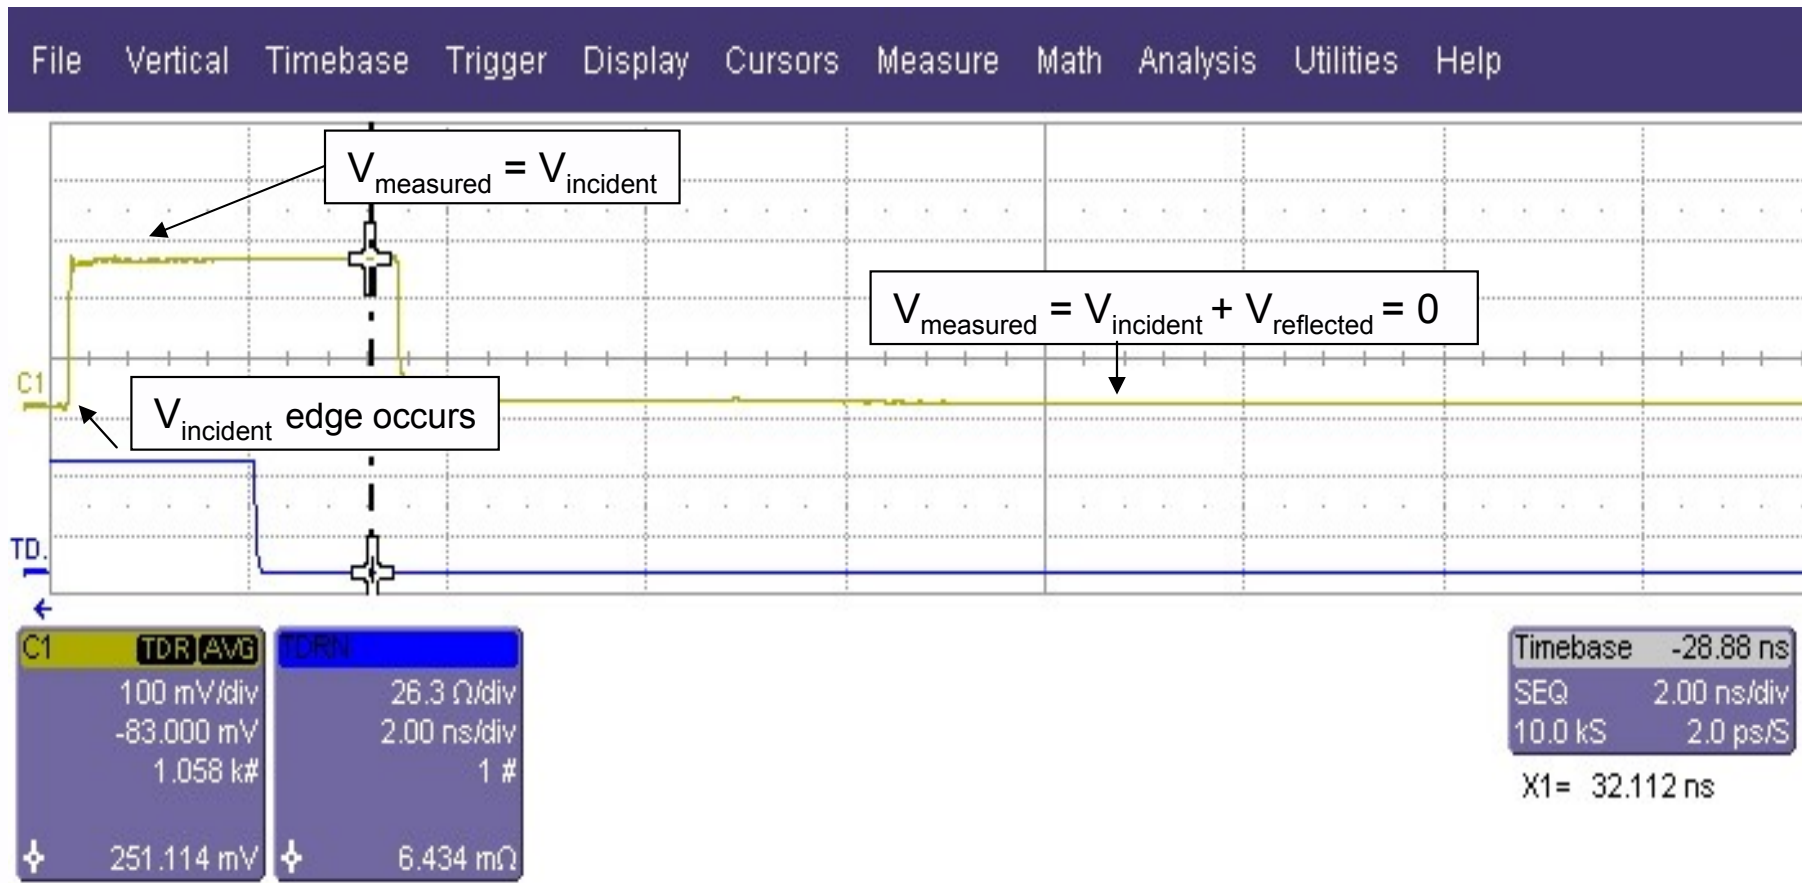 File Vertical Timebase Trigger Display Cursors Measure Math Analysis Utilities Help
Vmeasured = Vincident
Vmeasured = Vincident + Vreflected = 0
C1
Vincident edge occurs
TD.
C1 TDR AVG
100 mV/div
-83.000 mV
1.058 k#
251.114 mV
TDRN
26.3 Ω/div
2.00 ns/div
1 #
6.434 mΩ
Timebase -28.88 ns
SEQ 2.00 ns/div
10.0 kS 2.0 ps/S
X1= 32.112 ns